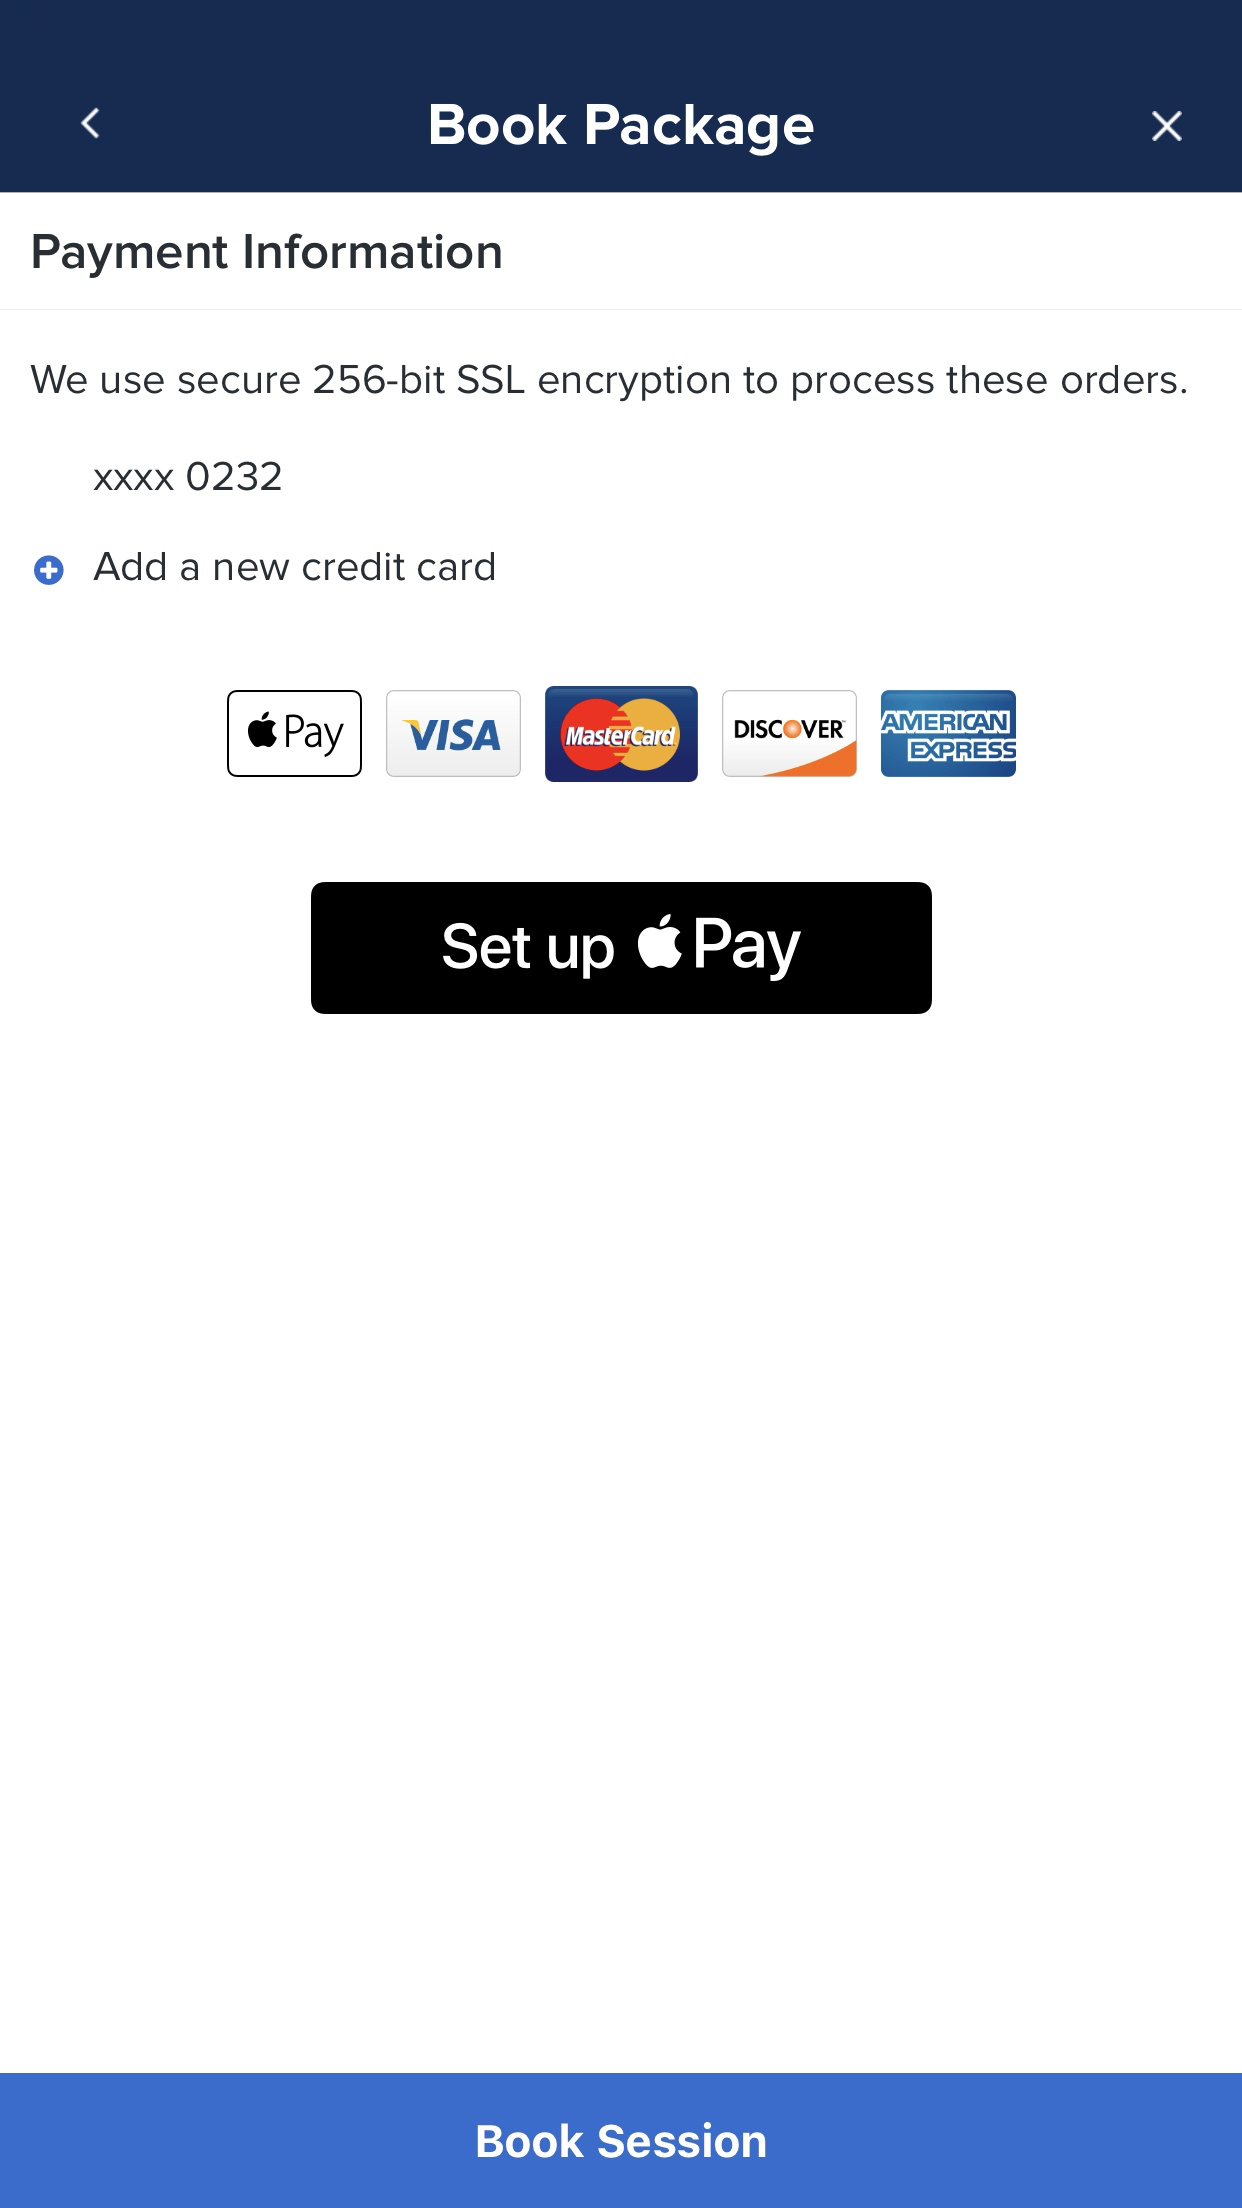 Book Package
Payment Information
We use secure 256-bit SSL encryption to process these orders.
xxxx 0232
Add a new credit card
Pay VISA MasterCard DISCOVER AMERICAN EXPRESS
Set up Pay
Book Session